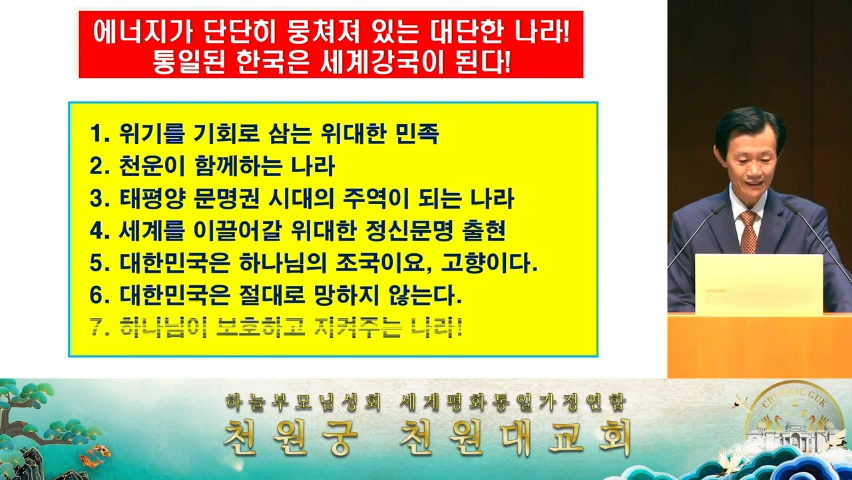 에너지가 단단히 뭉쳐져 있는 대단한 나라!
통일된 한국은 세계강국이 된다!
1. 위기를 기회로 삼는 위대한 민족
2. 천운이 함께하는 나라
3. 태평양 문명권 시대의 주역이 되는 나라
4. 세계를 이끌어갈 위대한 정신문명 출현
5. 대한민국은 하나님의 조국이요, 고향이다.
6. 대한민국은 절대로 망하지 않는다.
7. 하나님이 보호하고 지켜주는 나라!
하늘부모님성회 세계평화통일가정연합
천원궁 천원대교회